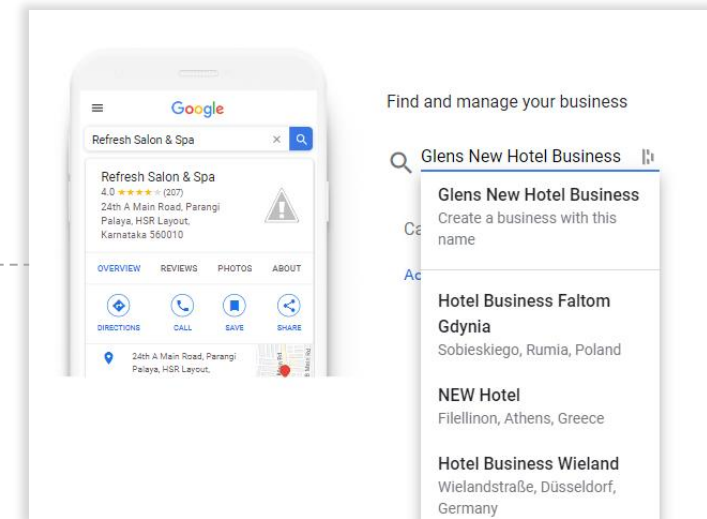 Google
Refresh Salon & Spa
Refresh Salon & Spa
4.0 (207)
24th A Main Road, Parangi
Palaya, HSR Layout,
Karnataka 560010
OVERVIEW REVIEWS PHOTOS ABOUT
DIRECTIONS CALL SAVE SHARE
24th A Main Road, Parangi
Palaya, HSR Layout,
Find and manage your business
Glens New Hotel Business
Glens New Hotel Business
Create a business with this
name
Hotel Business Faltom
Gdynia
Sobieskiego, Rumia, Poland
NEW Hotel
Filellinon, Athens, Greece
Hotel Business Wieland
Wielandstraße, Düsseldorf,
Germany